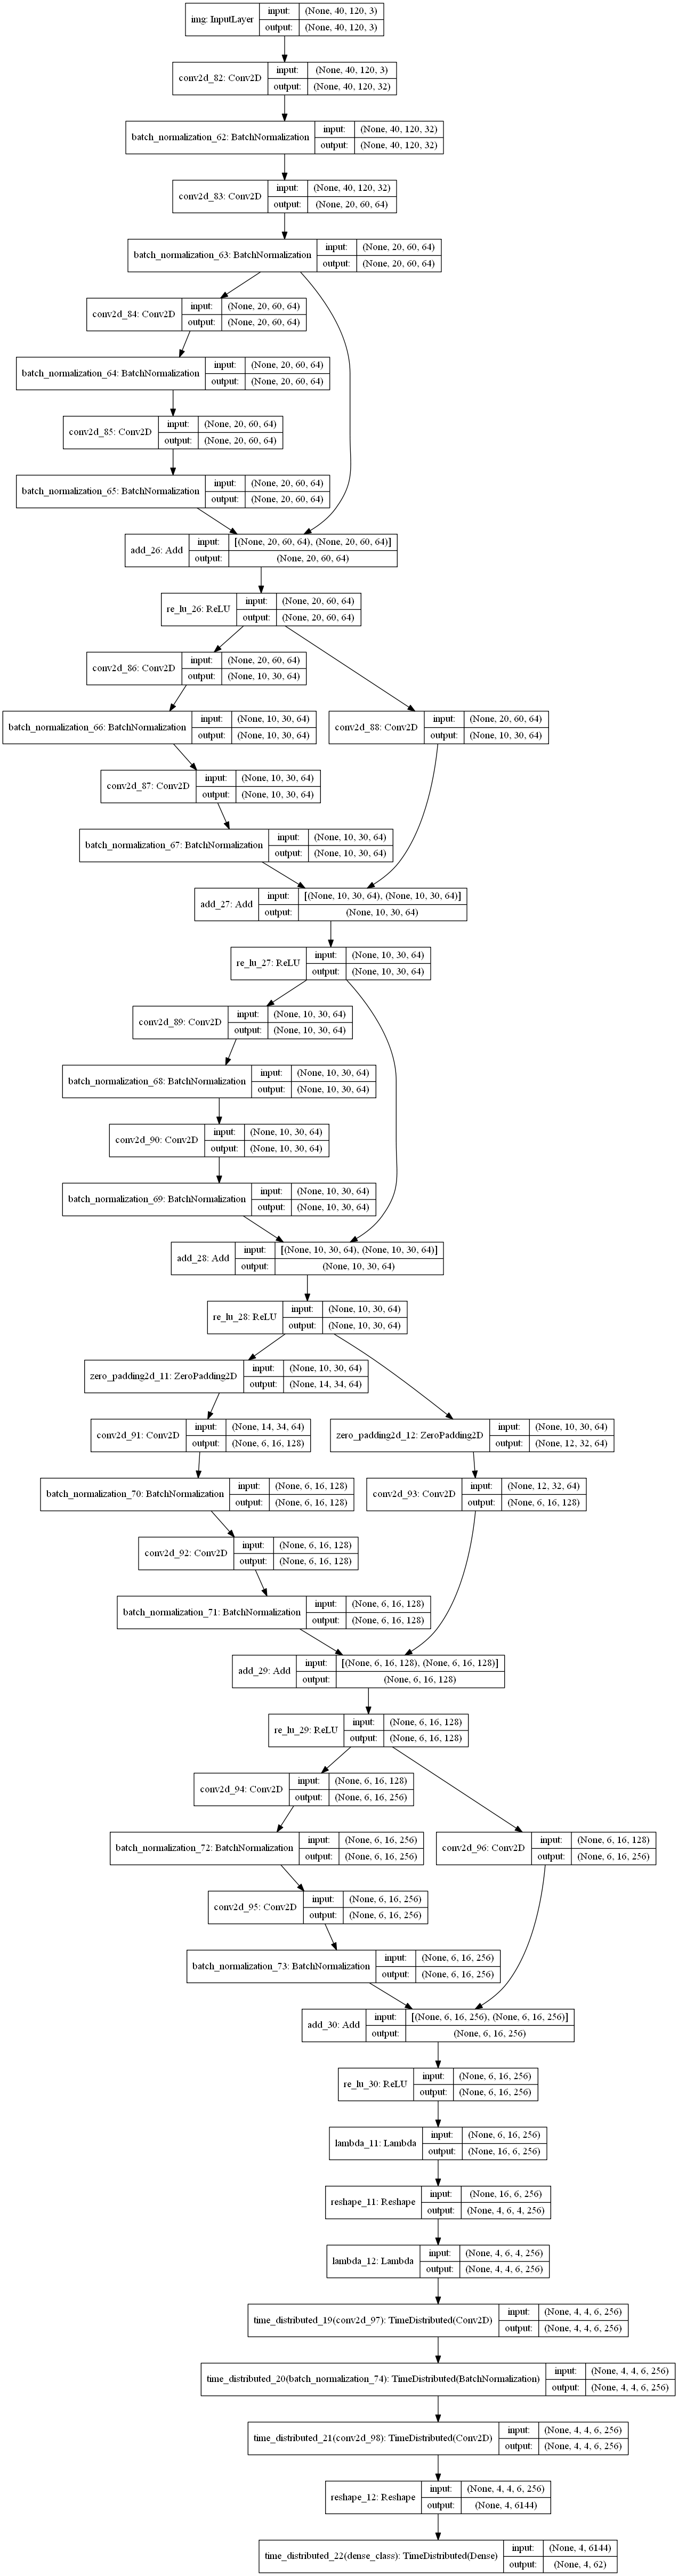 img: InputLayer
input: (None, 40, 120, 3)
output: (None, 40, 120, 3)
conv2d_82: Conv2D
input: (None, 40, 120, 3)
output: (None, 40, 120, 32)
batch_normalization_62: BatchNormalization
input: (None, 40, 120, 32)
output: (None, 40, 120, 32)
conv2d_83: Conv2D
input: (None, 40, 120, 32)
output: (None, 20, 60, 64)
batch_normalization_63: BatchNormalization
input: (None, 20, 60, 64)
output: (None, 20, 60, 64)
conv2d_84: Conv2D
input: (None, 20, 60, 64)
output: (None, 20, 60, 64)
batch_normalization_64: BatchNormalization
input: (None, 20, 60, 64)
output: (None, 20, 60, 64)
conv2d_85: Conv2D
input: (None, 20, 60, 64)
output: (None, 20, 60, 64)
batch_normalization_65: BatchNormalization
input: (None, 20, 60, 64)
output: (None, 20, 60, 64)
add_26: Add
input: [(None, 20, 60, 64), (None, 20, 60, 64)]
output: (None, 20, 60, 64)
re_lu_26: ReLU
input: (None, 20, 60, 64)
output: (None, 20, 60, 64)
conv2d_86: Conv2D
input: (None, 20, 60, 64)
output: (None, 10, 30, 64)
batch_normalization_66: BatchNormalization
input: (None, 10, 30, 64)
output: (None, 10, 30, 64)
conv2d_88: Conv2D
input: (None, 20, 60, 64)
output: (None, 10, 30, 64)
conv2d_87: Conv2D
input: (None, 10, 30, 64)
output: (None, 10, 30, 64)
batch_normalization_67: BatchNormalization
input: (None, 10, 30, 64)
output: (None, 10, 30, 64)
add_27: Add
input: [(None, 10, 30, 64), (None, 10, 30, 64)]
output: (None, 10, 30, 64)
re_lu_27: ReLU
input: (None, 10, 30, 64)
output: (None, 10, 30, 64)
conv2d_89: Conv2D
input: (None, 10, 30, 64)
output: (None, 10, 30, 64)
batch_normalization_68: BatchNormalization
input: (None, 10, 30, 64)
output: (None, 10, 30, 64)
conv2d_90: Conv2D
input: (None, 10, 30, 64)
output: (None, 10, 30, 64)
batch_normalization_69: BatchNormalization
input: (None, 10, 30, 64)
output: (None, 10, 30, 64)
add_28: Add
input: [(None, 10, 30, 64), (None, 10, 30, 64)]
output: (None, 10, 30, 64)
re_lu_28: ReLU
input: (None, 10, 30, 64)
output: (None, 10, 30, 64)
zero_padding2d_11: ZeroPadding2D
input: (None, 10, 30, 64)
output: (None, 14, 34, 64)
conv2d_91: Conv2D
input: (None, 14, 34, 64)
output: (None, 6, 16, 128)
zero_padding2d_12: ZeroPadding2D
input: (None, 10, 30, 64)
output: (None, 12, 32, 64)
batch_normalization_70: BatchNormalization
input: (None, 6, 16, 128)
output: (None, 6, 16, 128)
conv2d_93: Conv2D
input: (None, 12, 32, 64)
output: (None, 6, 16, 128)
conv2d_92: Conv2D
input: (None, 6, 16, 128)
output: (None, 6, 16, 128)
batch_normalization_71: BatchNormalization
input: (None, 6, 16, 128)
output: (None, 6, 16, 128)
add_29: Add
input: [(None, 6, 16, 128), (None, 6, 16, 128)]
output: (None, 6, 16, 128)
re_lu_29: ReLU
input: (None, 6, 16, 128)
output: (None, 6, 16, 128)
conv2d_94: Conv2D
input: (None, 6, 16, 128)
output: (None, 6, 16, 256)
batch_normalization_72: BatchNormalization
input: (None, 6, 16, 256)
output: (None, 6, 16, 256)
conv2d_96: Conv2D
input: (None, 6, 16, 128)
output: (None, 6, 16, 256)
conv2d_95: Conv2D
input: (None, 6, 16, 256)
output: (None, 6, 16, 256)
batch_normalization_73: BatchNormalization
input: (None, 6, 16, 256)
output: (None, 6, 16, 256)
add_30: Add
input: [(None, 6, 16, 256), (None, 6, 16, 256)]
output: (None, 6, 16, 256)
re_lu_30: ReLU
input: (None, 6, 16, 256)
output: (None, 6, 16, 256)
lambda_11: Lambda
input: (None, 6, 16, 256)
output: (None, 16, 6, 256)
reshape_11: Reshape
input: (None, 16, 6, 256)
output: (None, 4, 6, 4, 256)
lambda_12: Lambda
input: (None, 4, 6, 4, 256)
output: (None, 4, 4, 6, 256)
time_distributed_19(conv2d_97): TimeDistributed(Conv2D)
input: (None, 4, 4, 6, 256)
output: (None, 4, 4, 6, 256)
time_distributed_20(batch_normalization_74): TimeDistributed(BatchNormalization)
input: (None, 4, 4, 6, 256)
output: (None, 4, 4, 6, 256)
time_distributed_21(conv2d_98): TimeDistributed(Conv2D)
input: (None, 4, 4, 6, 256)
output: (None, 4, 4, 6, 256)
reshape_12: Reshape
input: (None, 4, 4, 6, 256)
output: (None, 4, 6144)
time_distributed_22(dense_class): TimeDistributed(Dense)
input: (None, 4, 6144)
output: (None, 4, 62)